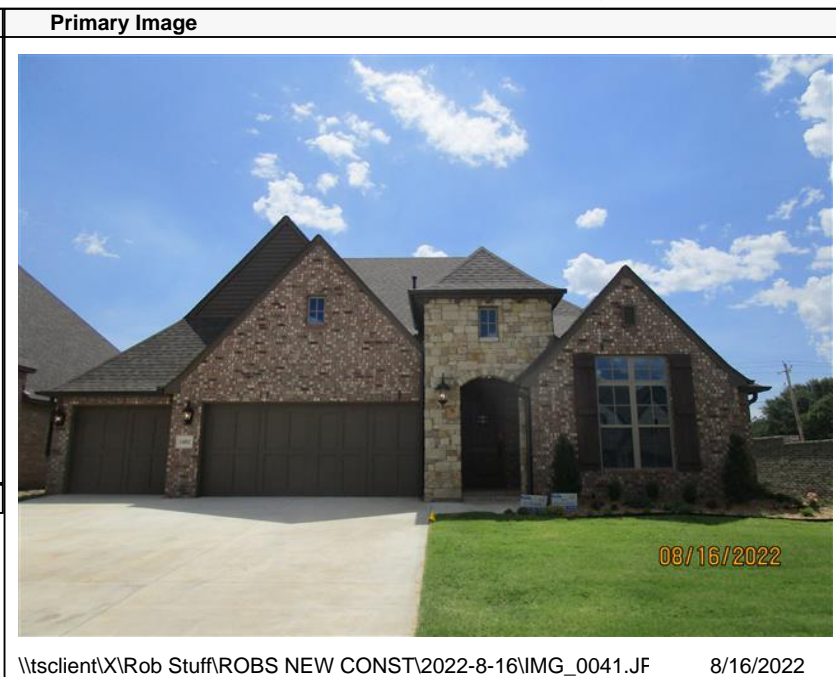 Primary Image
08/16/2022
\\tsclient\X\Rob Stuff\ROBS NEW CONST\2022-8-16\IMG_0041.JF 8/16/2022